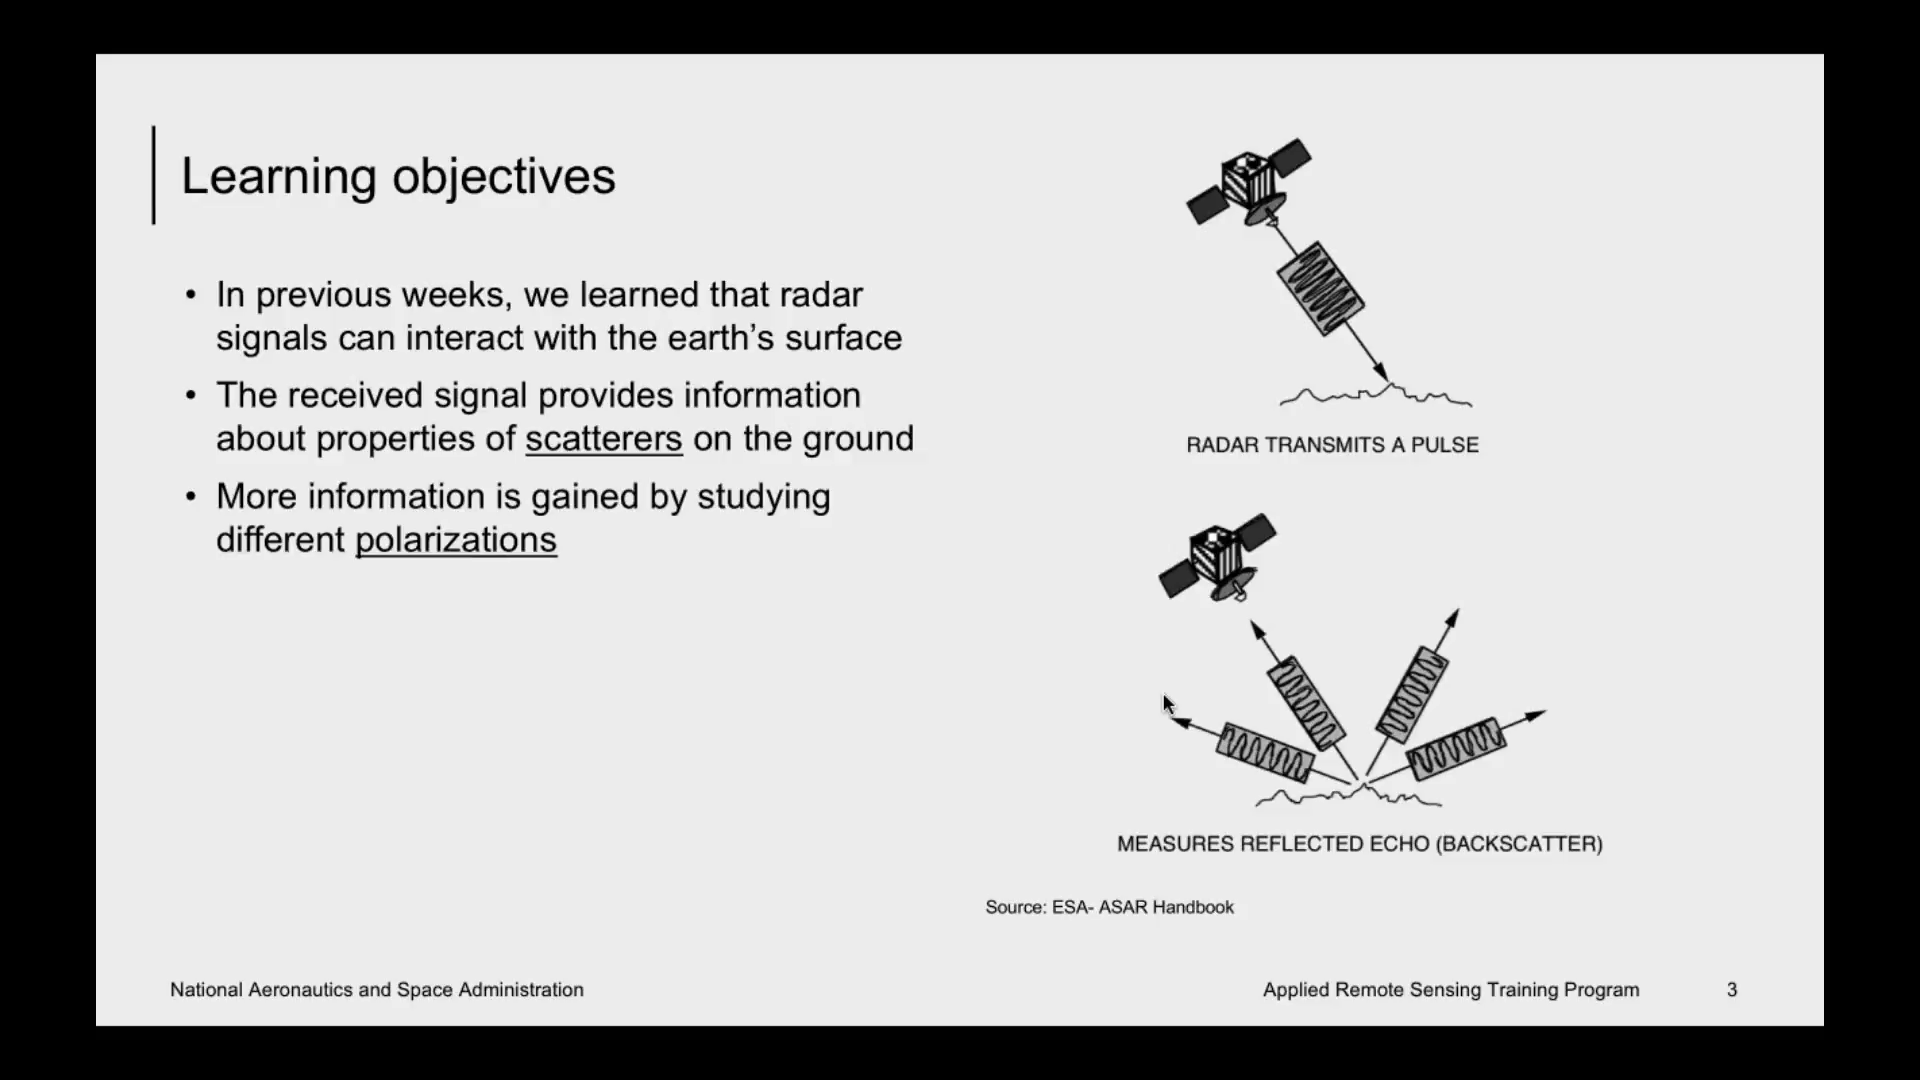 Learning objectives
• In previous weeks, we learned that radar
signals can interact with the earth’s surface
• The received signal provides information
about properties of scatterers on the ground
• More information is gained by studying
different polarizations
RADAR TRANSMITS A PULSE
MEASURES REFLECTED ECHO (BACKSCATTER)
Source: ESA- ASAR Handbook
National Aeronautics and Space Administration
Applied Remote Sensing Training Program
3